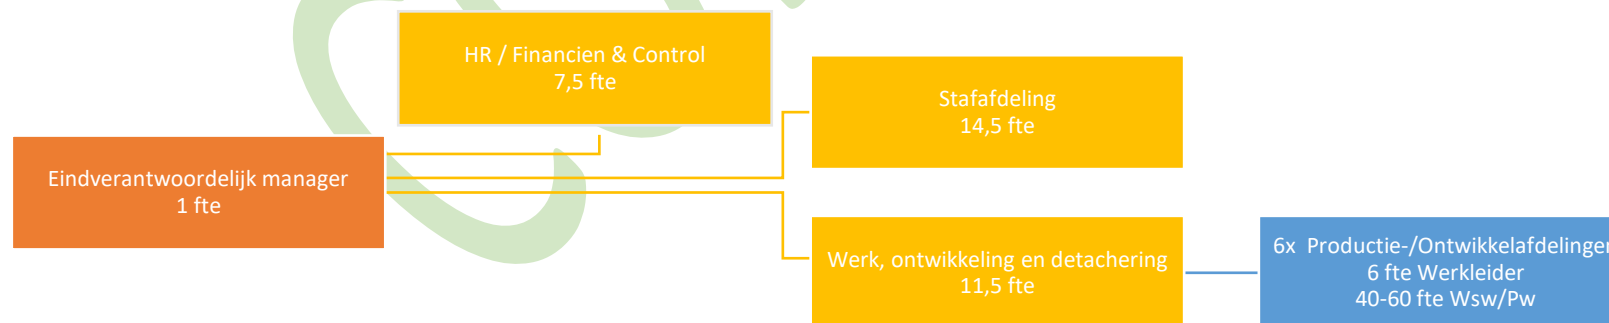 HR / Financien & Control
7,5 fte
Stafafdeling
14,5 fte
Eindverantwoordelijk manager
1 fte
Werk, ontwikkeling en detachering
11,5 fte
6x Productie-/Ontwikkelafdelingen
6 fte Werkleider
40-60 fte Wsw/Pw